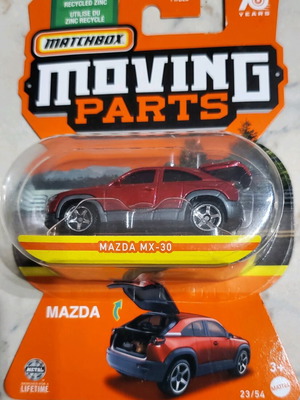 RECYCLED ZINC
UTILISE DU
ZINC RECYCLÉ
YEARS
MATCHBOX
MOVING
PARTS
MAZDA MX-30
MAZDA
METAL
LIFETIME
23/54
3+
MATTEL